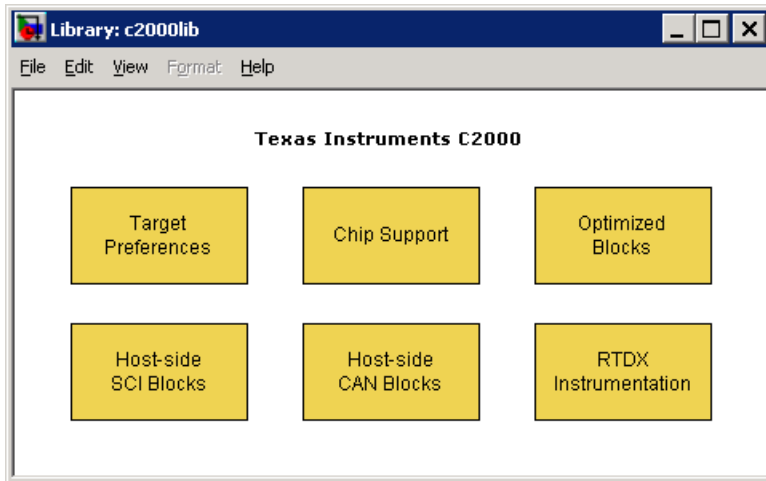 Library: c2000lib
File Edit View Format Help
Texas Instruments C2000
Target
Preferences
Chip Support
Optimized
Blocks
Host-side
SCI Blocks
Host-side
CAN Blocks
RTDX
Instrumentation